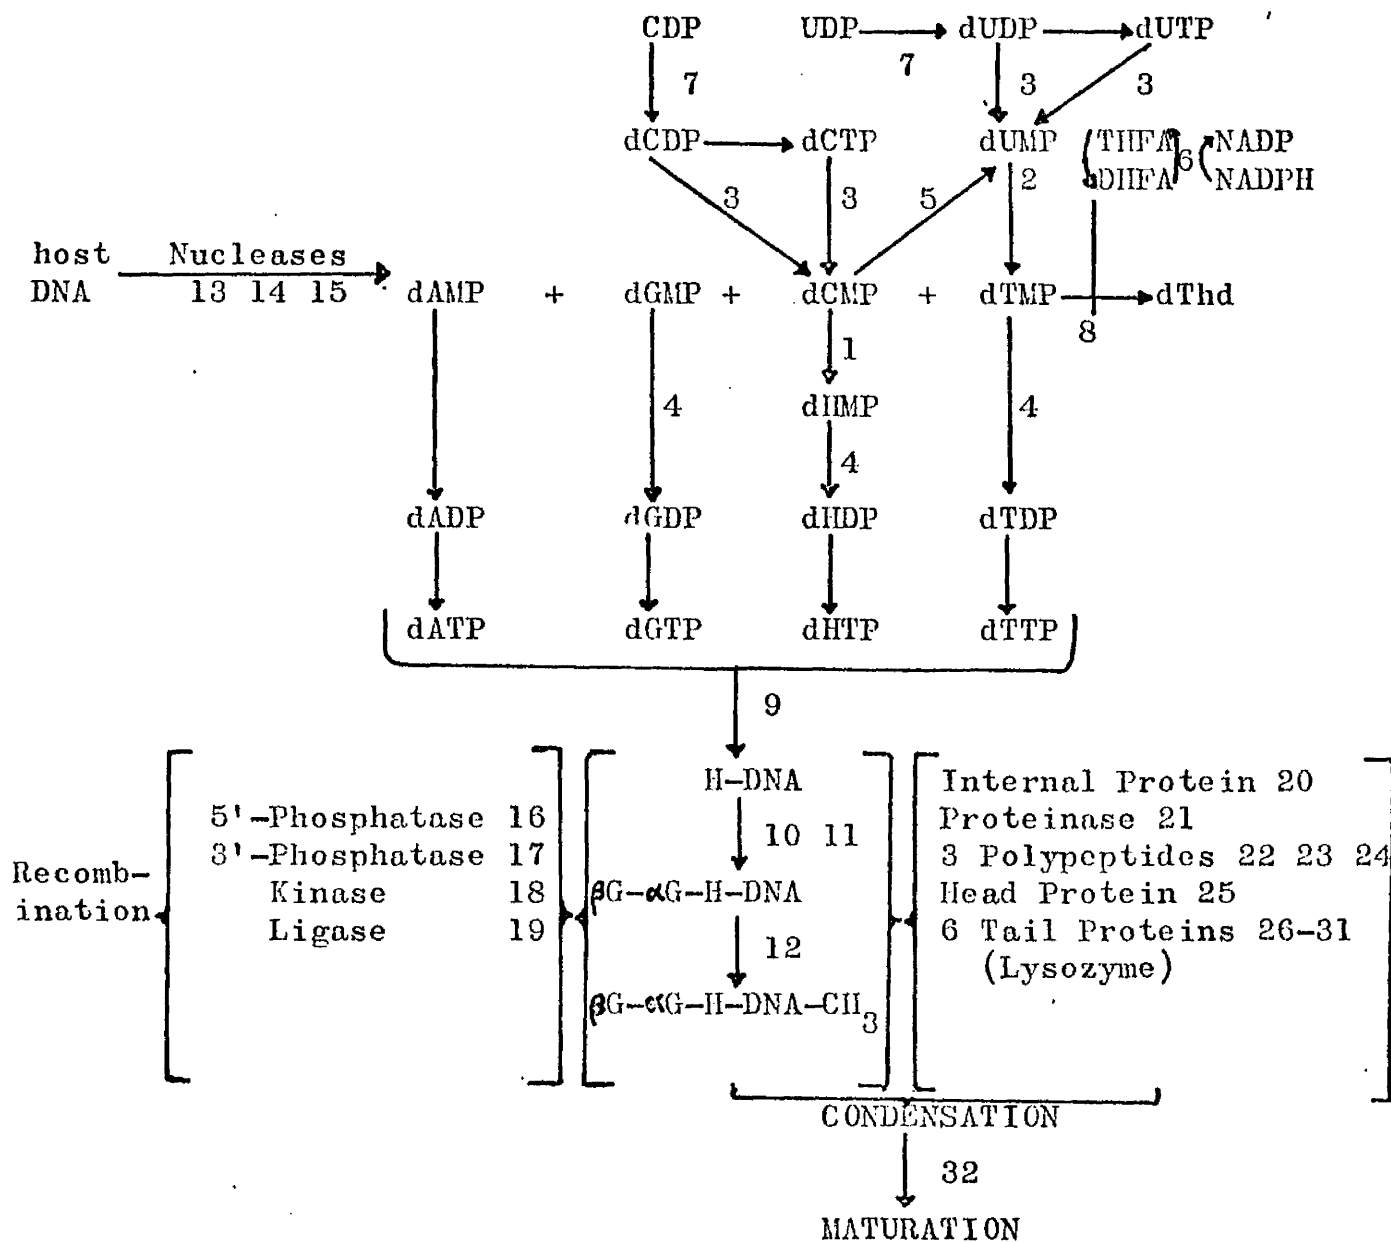 CDP UDP dUDP dUTP
7 7 3 3
dCDP dCTP dUMP THFA 6 NADP
3 3 5 2 DHFA NADPH
host Nucleases
DNA 13 14 15 dAMP + dGMP + dCMP + dTMP dThd
1 8
dHMP
4 4 4
dADP dGDP dHDP dTDP
dATP dGTP dHTP dTTP
9
H-DNA
10 11
βG-αG-H-DNA
12
βG-αG-H-DNA-CH3
Recomb-
ination
5'-Phosphatase 16
3'-Phosphatase 17
Kinase 18
Ligase 19
Internal Protein 20
Proteinase 21
3 Polypeptides 22 23 24
Head Protein 25
6 Tail Proteins 26-31
(Lysozyme)
CONDENSATION
32
MATURATION